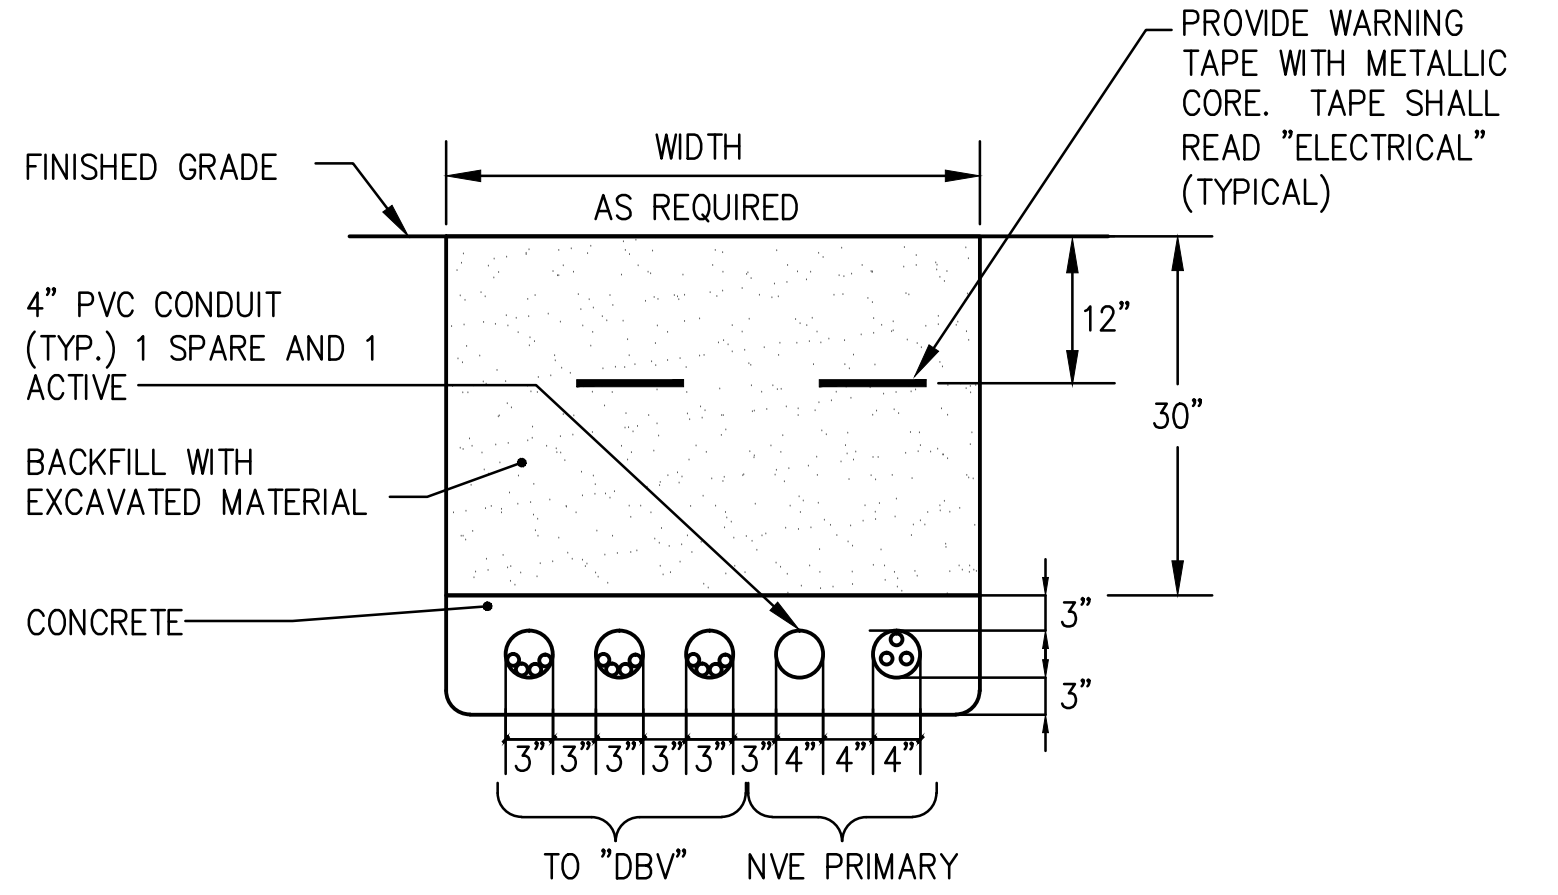 PROVIDE WARNING
TAPE WITH METALLIC
CORE. TAPE SHALL
READ "ELECTRICAL"
(TYPICAL)
WIDTH
AS REQUIRED
FINISHED GRADE
4" PVC CONDUIT
(TYP.) 1 SPARE AND 1
ACTIVE
12"
30"
BACKFILL WITH
EXCAVATED MATERIAL
CONCRETE
3"
3"
3" 3" 3" 3" 3" 3" 4" 4" 4"
TO "DBV" NVE PRIMARY